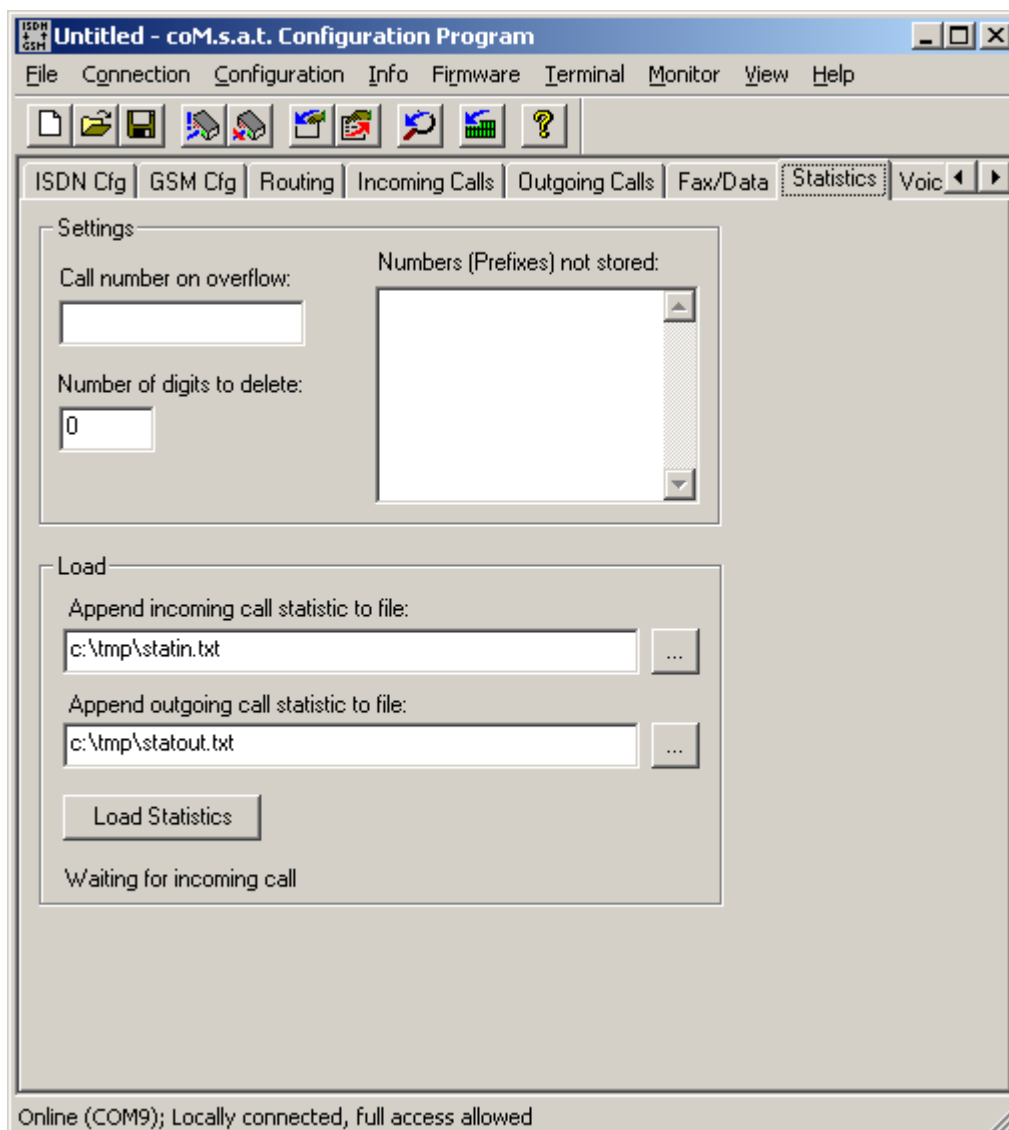 ISDN
GSM
Untitled - coM.s.a.t. Configuration Program
File Connection Configuration Info Firmware Terminal Monitor View Help
ISDN Cfg GSM Cfg Routing Incoming Calls Outgoing Calls Fax/Data Statistics Voic
Settings
Call number on overflow:
Numbers (Prefixes) not stored:
Number of digits to delete:
0
Load
Append incoming call statistic to file:
c:\tmp\statin.txt
...
Append outgoing call statistic to file:
c:\tmp\statout.txt
...
Load Statistics
Waiting for incoming call
Online (COM9); Locally connected, full access allowed